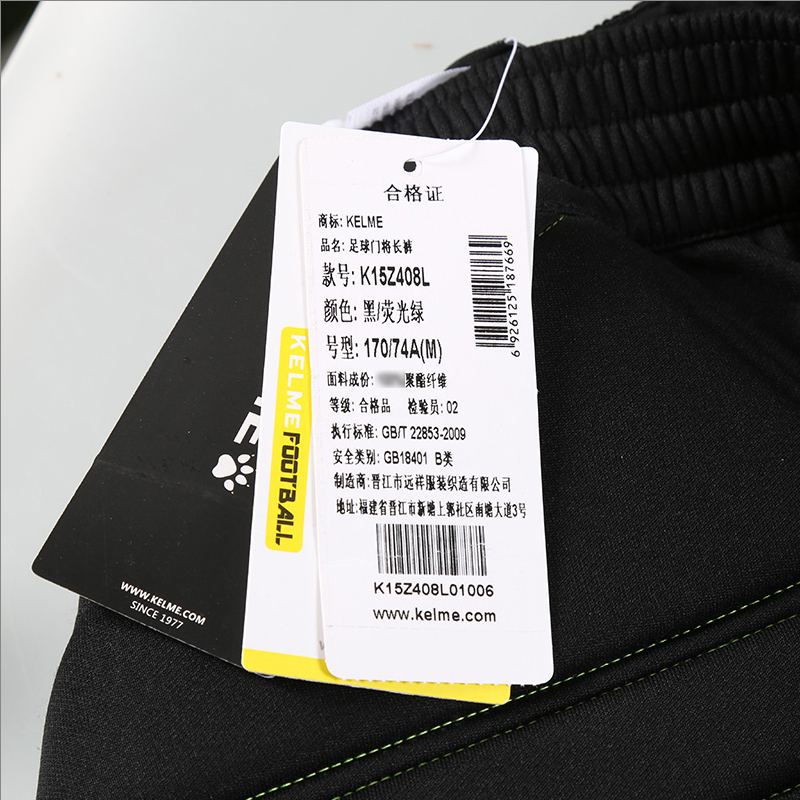 合格证
商标: KELME
品名: 足球门将长裤
款号: K15Z408L
颜色: 黑/荧光绿
号型: 170/74A(M)
面料成份: 聚酯纤维
等级: 合格品 检验员: 02
执行标准: GB/T 22853-2009
安全类别: GB18401 B类
制造商: 晋江市远祥服装织造有限公司
地址: 福建省晋江市新塘上郭社区南塘大道3号
K15Z408L01006
www.kelme.com
6 926125 187669
KELME FOOTBALL
WWW.KELME.COM
SINCE 1977